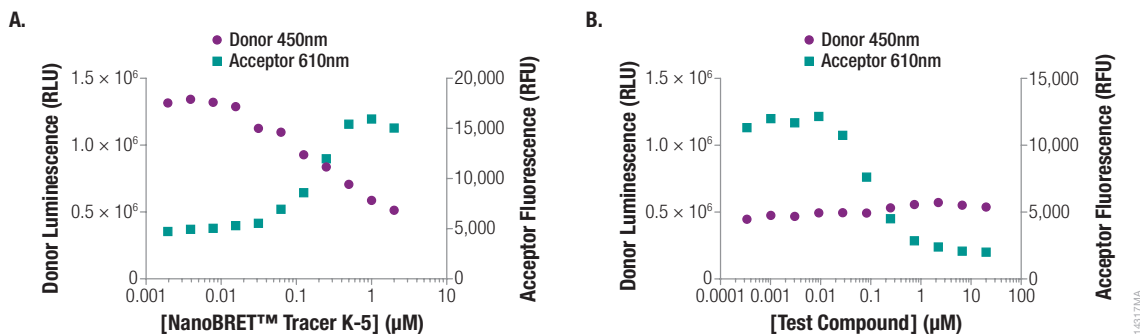 A.
Donor 450nm
Acceptor 610nm
Donor Luminescence (RLU)
1.5 × 10⁶
1.0 × 10⁶
0.5 × 10⁶
0
20,000
15,000
10,000
5,000
0
Acceptor Fluorescence (RFU)
0.001
0.01
0.1
1
10
[NanoBRET™ Tracer K-5] (μM)
B.
Donor 450nm
Acceptor 610nm
Donor Luminescence (RLU)
1.5 × 10⁶
1.0 × 10⁶
0.5 × 10⁶
0
15,000
10,000
5,000
0
Acceptor Fluorescence (RFU)
0.0001
0.001
0.01
0.1
1
10
100
[Test Compound] (μM)
14317MA